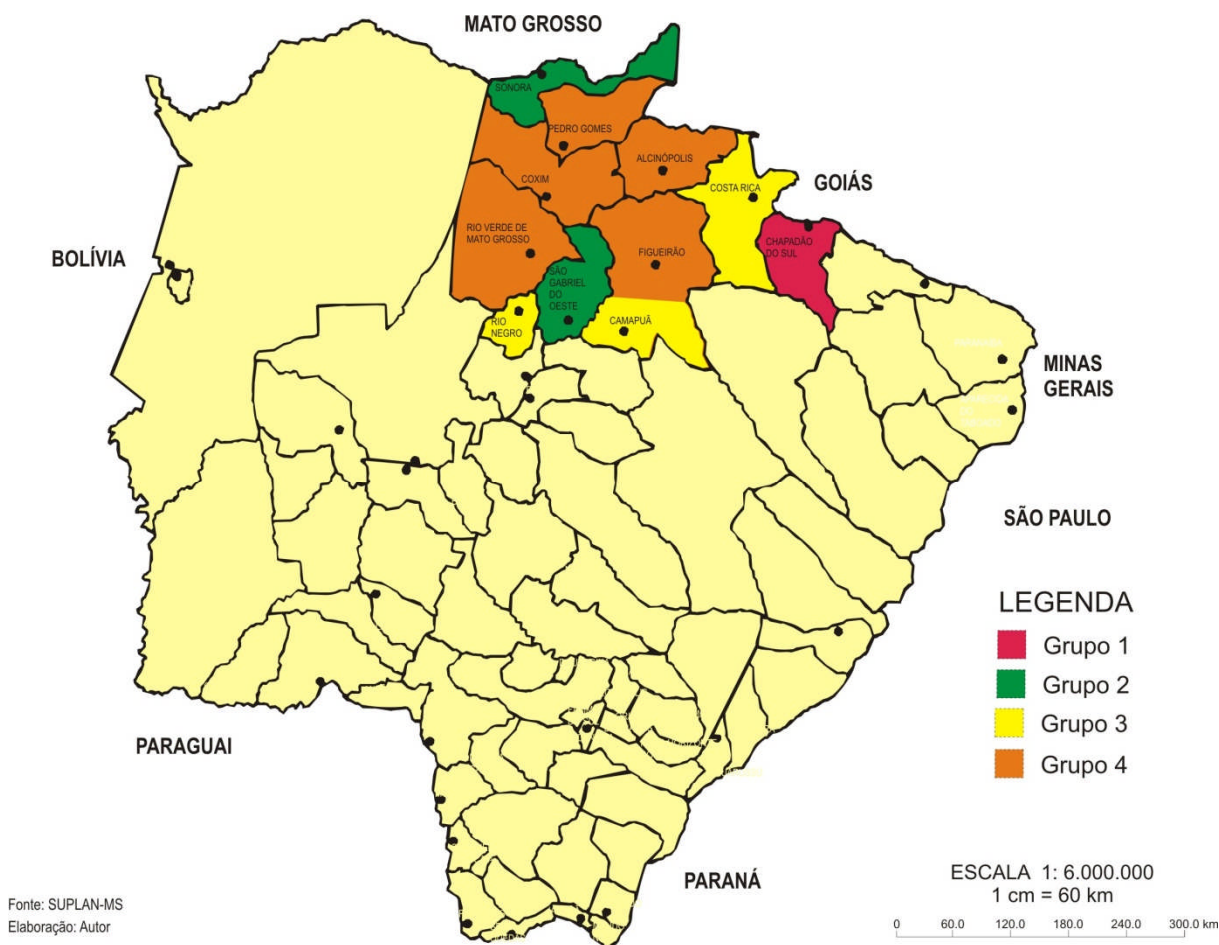 MATO GROSSO
SONORA
PEDRO GOMES
ALCINÓPOLIS
COXIM
COSTA RICA
GOIÁS
RIO VERDE DE
MATO GROSSO
FIGUEIRÃO
CHAPADÃO
DO SUL
BOLÍVIA
SÃO
GABRIEL
DO
OESTE
RIO
NEGRO
CAMAPUÃ
MINAS
GERAIS
SÃO PAULO
LEGENDA
Grupo 1
Grupo 2
Grupo 3
Grupo 4
PARAGUAI
PARANÁ
ESCALA 1: 6.000.000
1 cm = 60 km
0 60.0 120.0 180.0 240.0 300.0 km
Fonte: SUPLAN-MS
Elaboração: Autor